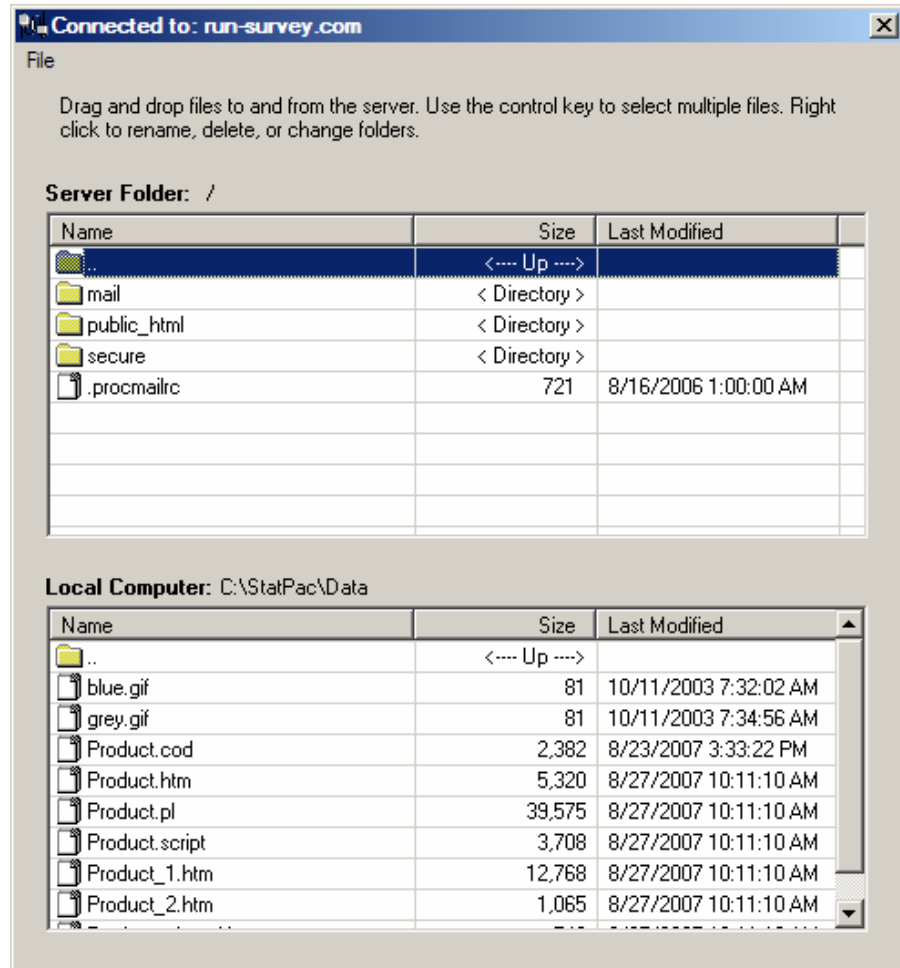 Connected to: run-survey.com
File
Drag and drop files to and from the server. Use the control key to select multiple files. Right
click to rename, delete, or change folders.
Server Folder: /
Name Size Last Modified
.. <---- Up ---->
mail < Directory >
public_html < Directory >
secure < Directory >
.procmailrc 721 8/16/2006 1:00:00 AM
Local Computer: C:\StatPac\Data
Name Size Last Modified
.. <---- Up ---->
blue.gif 81 10/11/2003 7:32:02 AM
grey.gif 81 10/11/2003 7:34:56 AM
Product.cod 2,382 8/23/2007 3:33:22 PM
Product.htm 5,320 8/27/2007 10:11:10 AM
Product.pl 39,575 8/27/2007 10:11:10 AM
Product.script 3,708 8/27/2007 10:11:10 AM
Product_1.htm 12,768 8/27/2007 10:11:10 AM
Product_2.htm 1,065 8/27/2007 10:11:10 AM